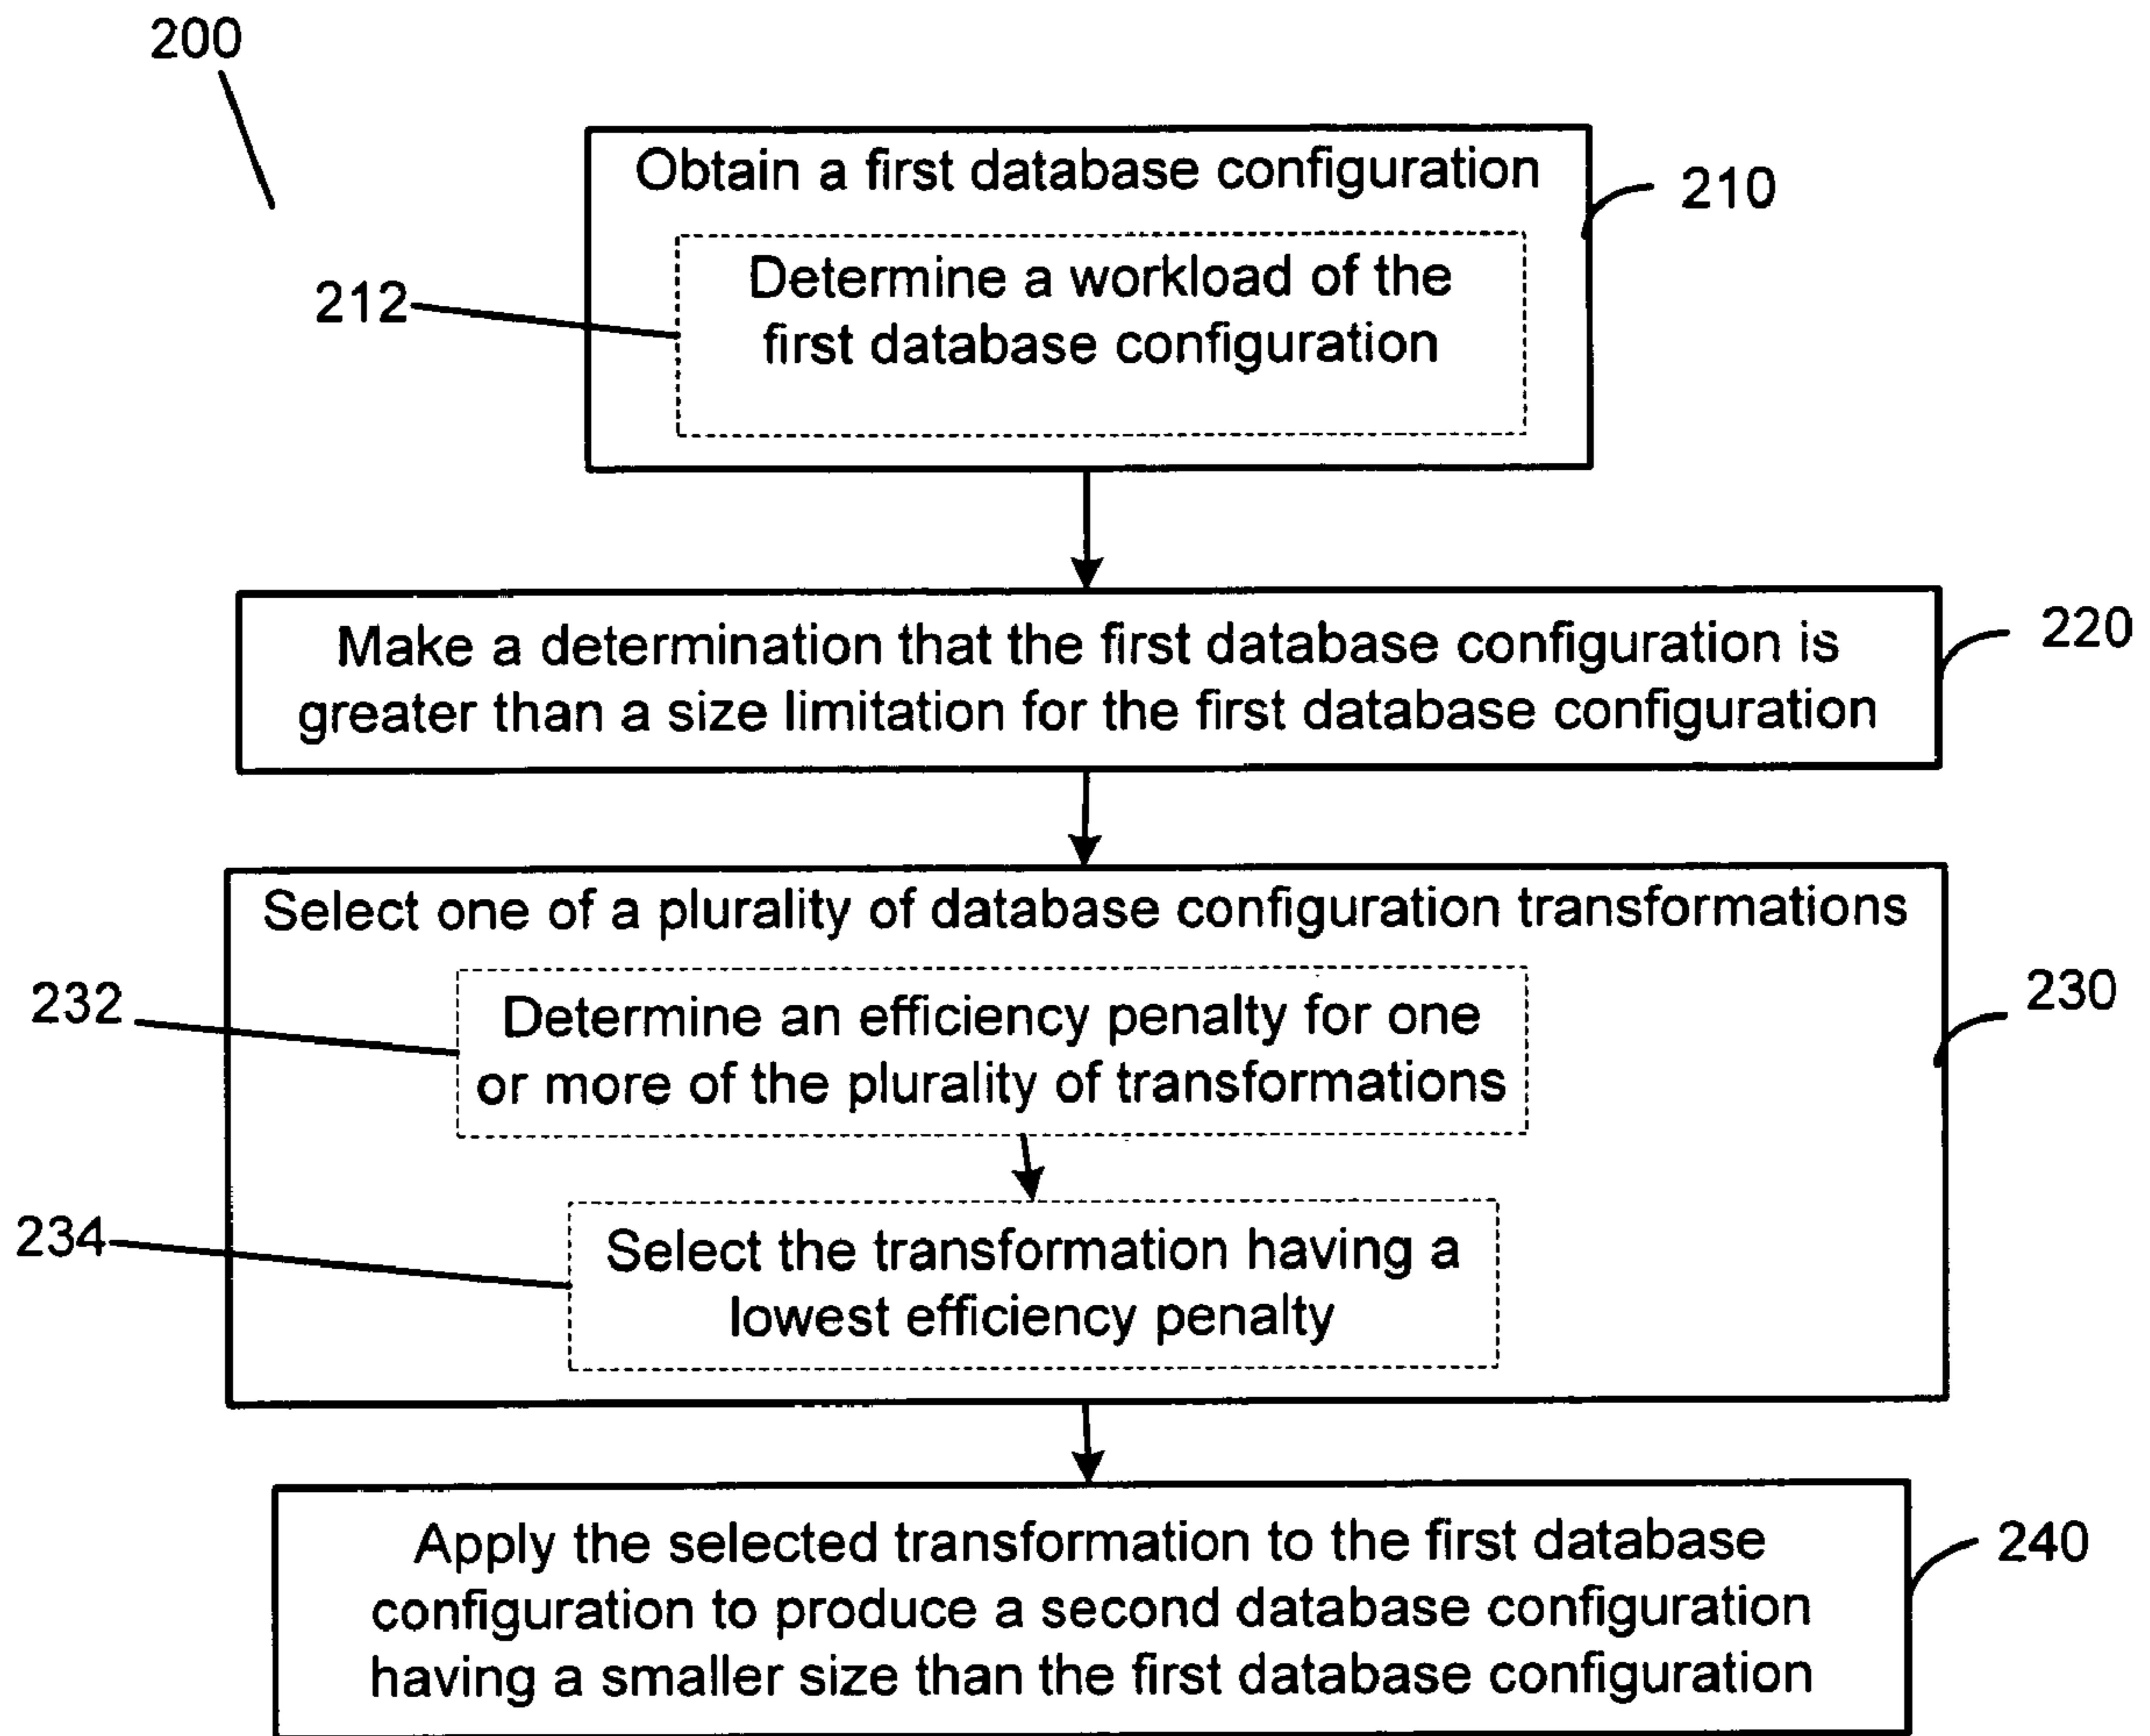 200
Obtain a first database configuration
210
Determine a workload of the
first database configuration
212
Make a determination that the first database configuration is
greater than a size limitation for the first database configuration
220
Select one of a plurality of database configuration transformations
230
232
Determine an efficiency penalty for one
or more of the plurality of transformations
234
Select the transformation having a
lowest efficiency penalty
Apply the selected transformation to the first database
configuration to produce a second database configuration
having a smaller size than the first database configuration
240